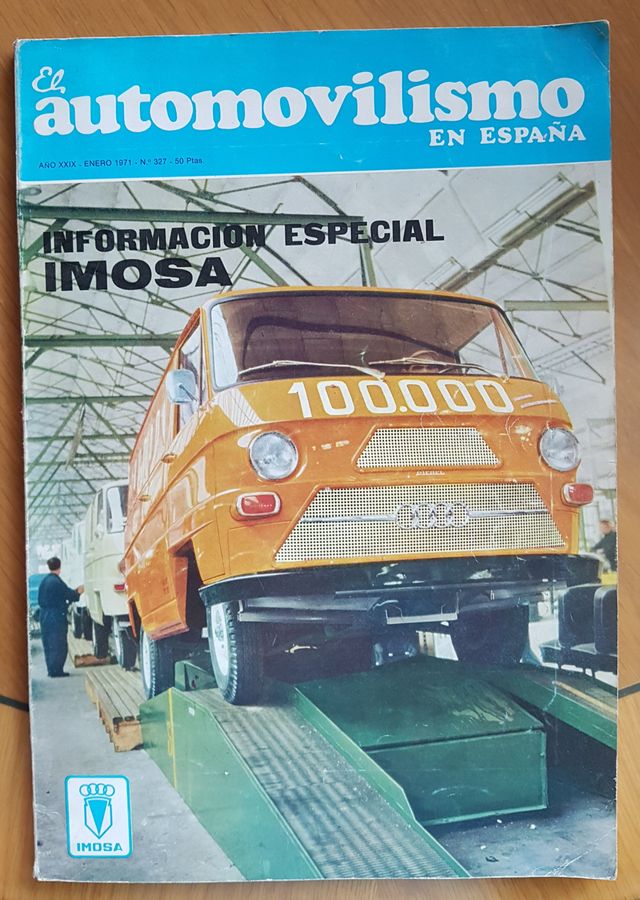 El
automovilismo
EN ESPAÑA
AÑO XXIX - ENERO 1971 - N.º 327 - 50 Ptas.
INFORMACION ESPECIAL
IMOSA
100.000
DIESEL
IMOSA